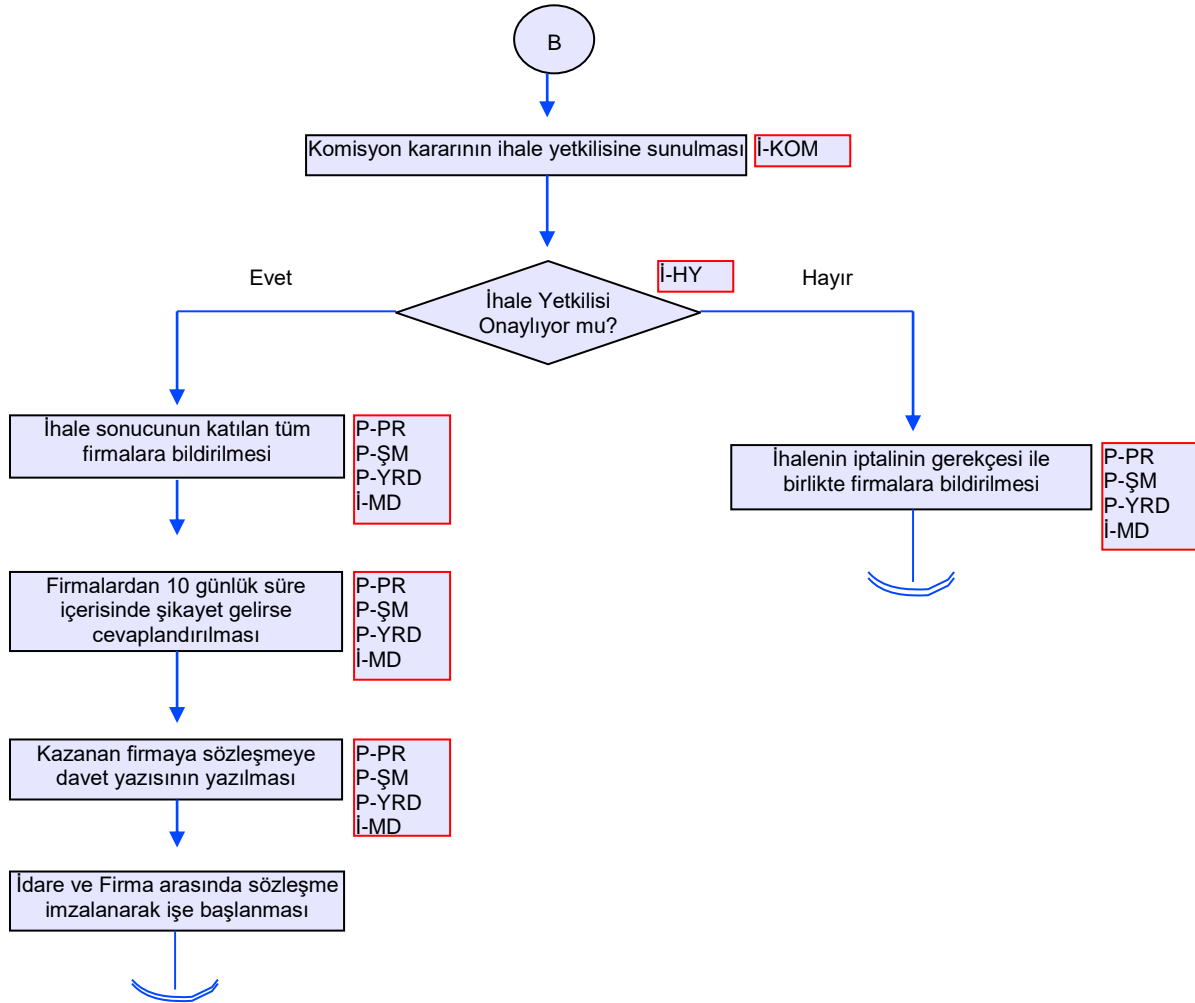 B
Komisyon kararının ihale yetkilisine sunulması
İ-KOM
Evet
İ-HY
Hayır
İhale Yetkilisi
Onaylıyor mu?
İhale sonucunun katılan tüm
firmalara bildirilmesi
P-PR
P-ŞM
P-YRD
İ-MD
İhalenin iptalinin gerekçesi ile
birlikte firmalara bildirilmesi
P-PR
P-ŞM
P-YRD
İ-MD
Firmalardan 10 günlük süre
içerisinde şikayet gelirse
cevaplandırılması
P-PR
P-ŞM
P-YRD
İ-MD
Kazanan firmaya sözleşmeye
davet yazısının yazılması
P-PR
P-ŞM
P-YRD
İ-MD
İdare ve Firma arasında sözleşme
imzalanarak işe başlanması